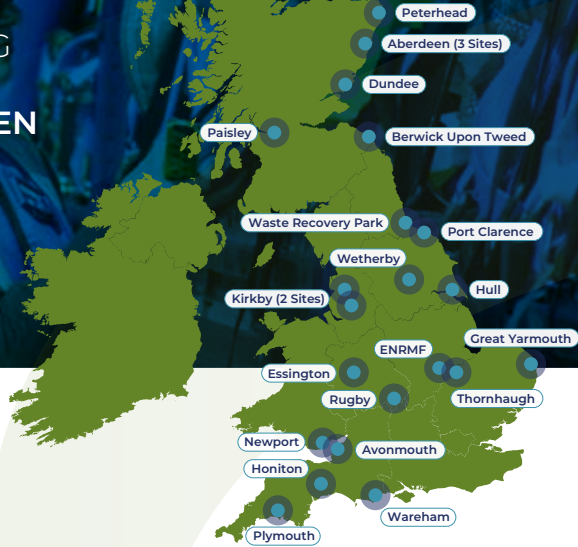 G
Peterhead
Aberdeen (3 Sites)
Dundee
EN
Paisley
Berwick Upon Tweed
Waste Recovery Park
Port Clarence
Wetherby
Hull
Kirkby (2 Sites)
Great Yarmouth
ENRMF
Essington
Rugby
Thornhaugh
Newport
Avonmouth
Honiton
Wareham
Plymouth